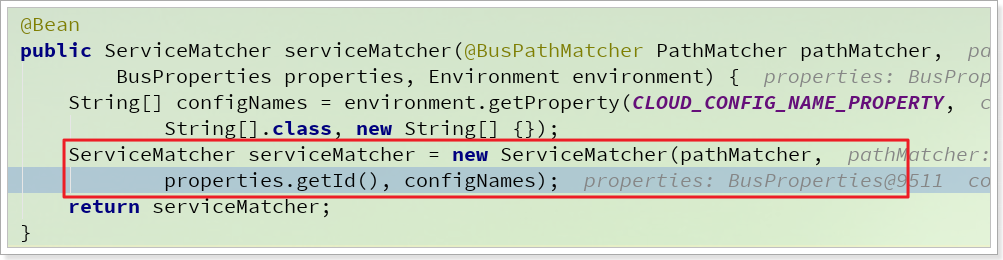 @Bean
public ServiceMatcher serviceMatcher(@BusPathMatcher PathMatcher pathMatcher,
BusProperties properties, Environment environment) { properties: BusProp
String[] configNames = environment.getProperty(CLOUD_CONFIG_NAME_PROPERTY,
String[].class, new String[] {});
ServiceMatcher serviceMatcher = new ServiceMatcher(pathMatcher, pathMatcher:
properties.getId(), configNames); properties: BusProperties@9511 co
return serviceMatcher;
}